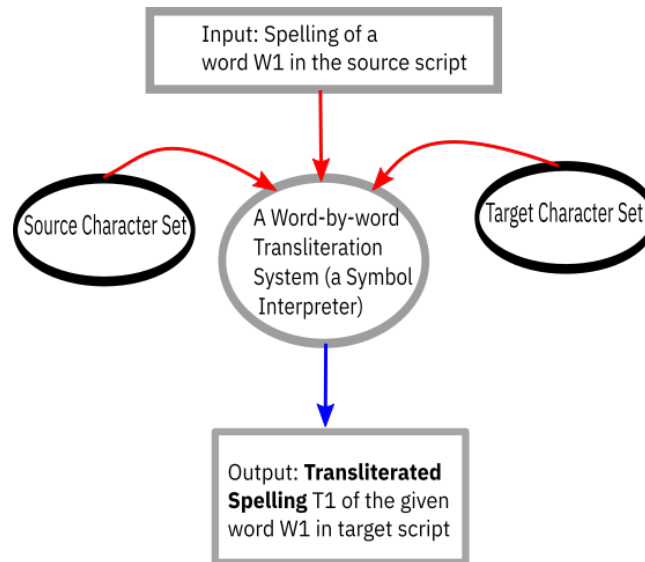 Input: Spelling of a
word W1 in the source script
Source Character Set
A Word-by-word
Transliteration
System (a Symbol
Interpreter)
Target Character Set
Output: Transliterated
Spelling T1 of the given
word W1 in target script